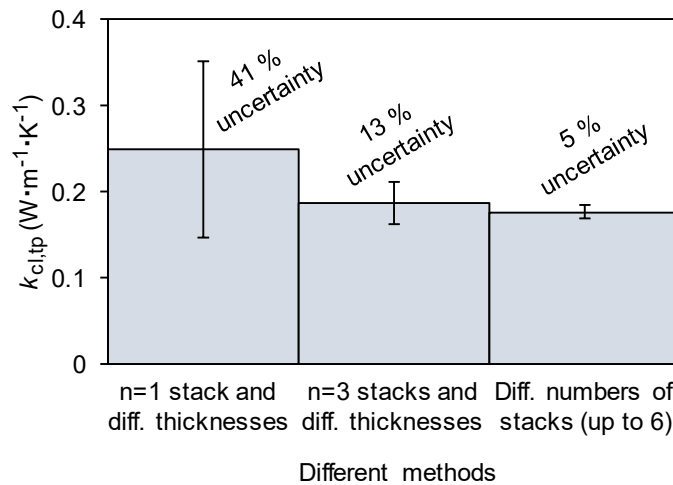 0.4
41 %
uncertainty
13 %
uncertainty
5 %
uncertainty
0.3
0.2
0.1
0
k_cl,tp (W·m⁻¹·K⁻¹)
n=1 stack and
diff. thicknesses
n=3 stacks and
diff. thicknesses
Diff. numbers of
stacks (up to 6)
Different methods